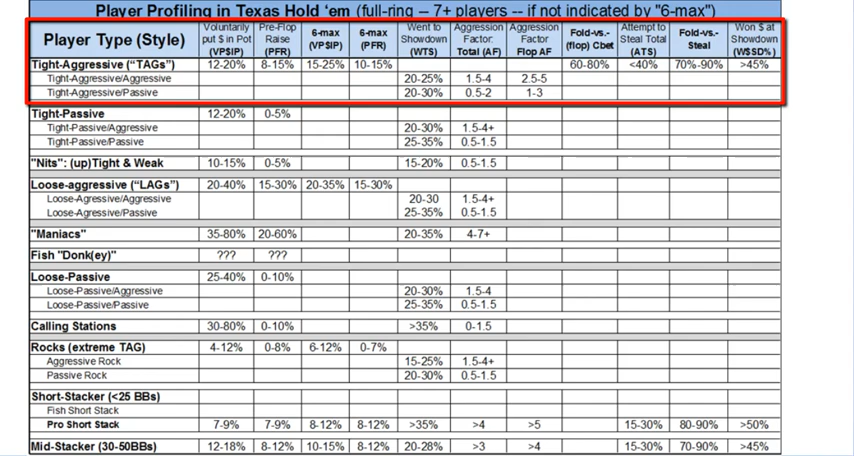 Player Profiling in Texas Hold 'em (full-ring -- 7+ players -- if not indicated by "6-max")
Player Type (Style) Voluntarily put $ in Pot (VP$IP) Pre-Flop Raise (PFR) 6-max (VP$IP) 6-max (PFR) Went to Showdown (WTS) Aggression Factor: Total (AF) Aggression Factor Flop AF Fold-vs.- (flop) Cbet Attempt to Steal Total (ATS) Fold-vs.- Steal Won $ at Showdown (W$SD%)
Tight-Aggressive ("TAGs") 12-20% 8-15% 15-25% 10-15% 60-80% <40% 70%-90% >45%
Tight-Aggressive/Aggressive 20-25% 1.5-4 2.5-5
Tight-Aggressive/Passive 20-30% 0.5-2 1-3
Tight-Passive 12-20% 0-5%
Tight-Passive/Aggressive 20-30% 1.5-4+
Tight-Passive/Passive 25-35% 0.5-1.5
"Nits": (up)Tight & Weak 10-15% 0-5% 15-20% 0.5-1.5
Loose-aggressive ("LAGs") 20-40% 15-30% 20-35% 15-30%
Loose-Agressive/Aggressive 20-30 1.5-4+
Loose-Agressive/Passive 25-35% 0.5-1.5
"Maniacs" 35-80% 20-60% 20-35% 4-7+
Fish "Donk(ey)" ??? ???
Loose-Passive 25-40% 0-10%
Loose-Passive/Aggressive 20-30% 1.5-4
Loose-Passive/Passive 25-35% 0.5-1.5
Calling Stations 30-80% 0-10% >35% 0-1.5
Rocks (extreme TAG) 4-12% 0-8% 6-12% 0-7%
Aggressive Rock 15-25% 1.5-4+
Passive Rock 20-30% 0.5-1.5
Short-Stacker (<25 BBs)
Fish Short Stack
Pro Short Stack 7-9% 7-9% 8-12% 8-12% >35% >4 >5 15-30% 80-90% >50%
Mid-Stacker (30-50BBs) 12-18% 8-12% 10-15% 8-12% 20-28% >3 >4 15-30% 70-90% >45%